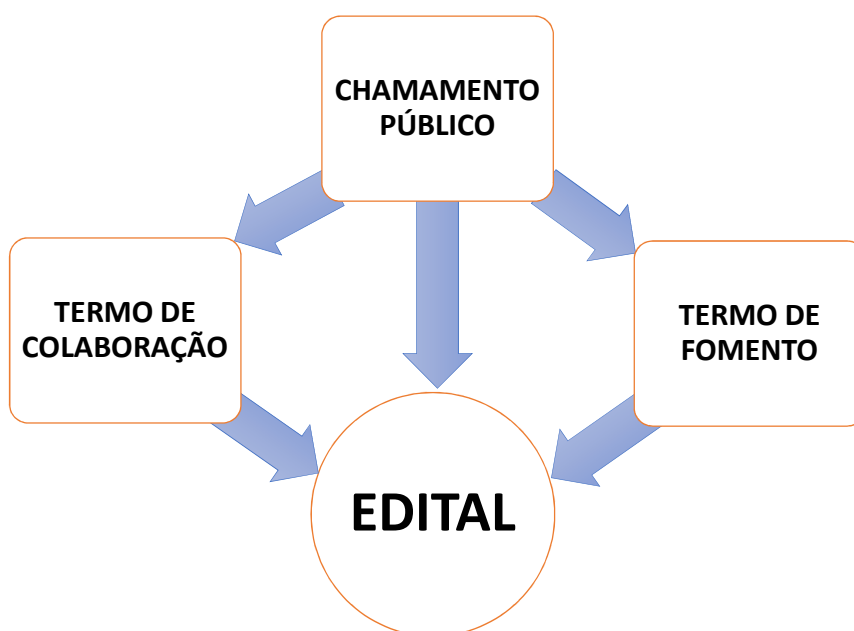 CHAMAMENTO
PÚBLICO
TERMO DE
COLABORAÇÃO
TERMO DE
FOMENTO
EDITAL